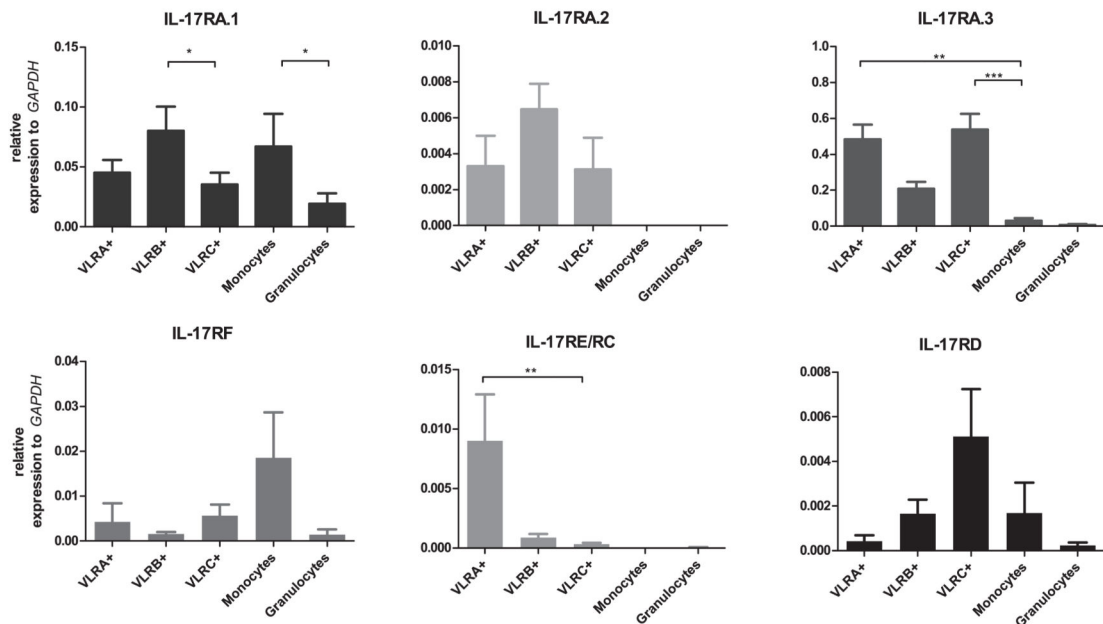 IL-17RA.1
relative
expression to GAPDH
0.15
0.10
0.05
0.00
*
*
VLRA+
VLRB+
VLRC+
Monocytes
Granulocytes
IL-17RA.2
0.010
0.008
0.006
0.004
0.002
0.000
VLRA+
VLRB+
VLRC+
Monocytes
Granulocytes
IL-17RA.3
1.0
0.8
0.6
0.4
0.2
0.0
**
***
VLRA+
VLRB+
VLRC+
Monocytes
Granulocytes
IL-17RF
relative
expression to GAPDH
0.04
0.03
0.02
0.01
0.00
VLRA+
VLRB+
VLRC+
Monocytes
Granulocytes
IL-17RE/RC
0.015
0.010
0.005
0.000
**
VLRA+
VLRB+
VLRC+
Monocytes
Granulocytes
IL-17RD
0.008
0.006
0.004
0.002
0.000
VLRA+
VLRB+
VLRC+
Monocytes
Granulocytes